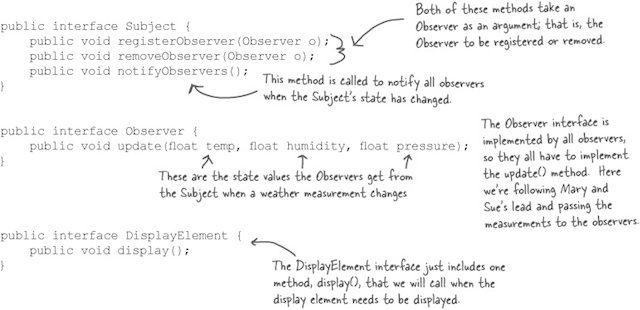 public interface Subject {
public void registerObserver(Observer o);
public void removeObserver(Observer o);
public void notifyObservers();
}
Both of these methods take an
Observer as an argument; that is, the
Observer to be registered or removed.
This method is called to notify all observers
when the Subject's state has changed.
public interface Observer {
public void update(float temp, float humidity, float pressure);
}
These are the state values the Observers get from
the Subject when a weather measurement changes
The Observer interface is
implemented by all observers,
so they all have to implement
the update() method. Here
we're following Mary and
Sue's lead and passing the
measurements to the observers.
public interface DisplayElement {
public void display();
}
The DisplayElement interface just includes one
method, display(), that we will call when the
display element needs to be displayed.